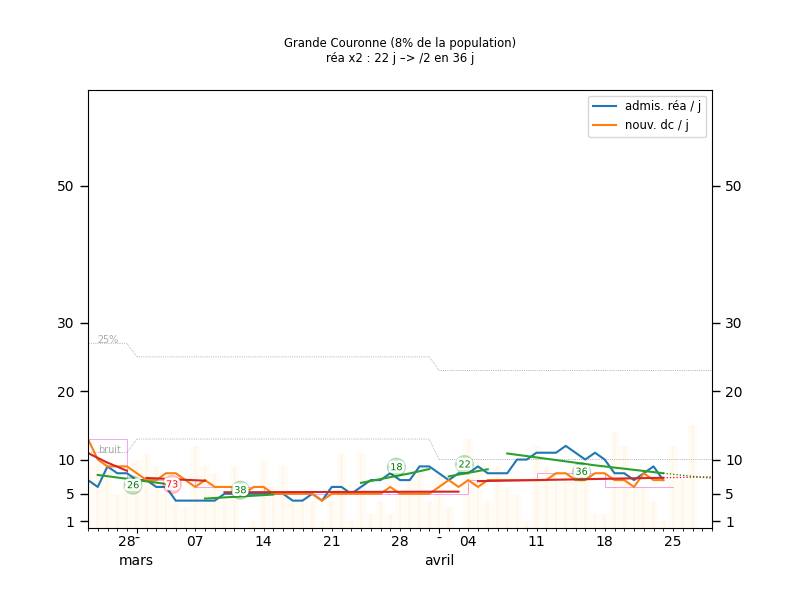 Grande Couronne (8% de la population)
réa x2 : 22 j –> /2 en 36 j
admis. réa / j
nouv. dc / j
50 50
30 30
25%
20 20
bruit
10 10
5 5
1 1
26 73 38 18 22 36
28 - 07 14 21 28 - 04 11 18 25
mars avril